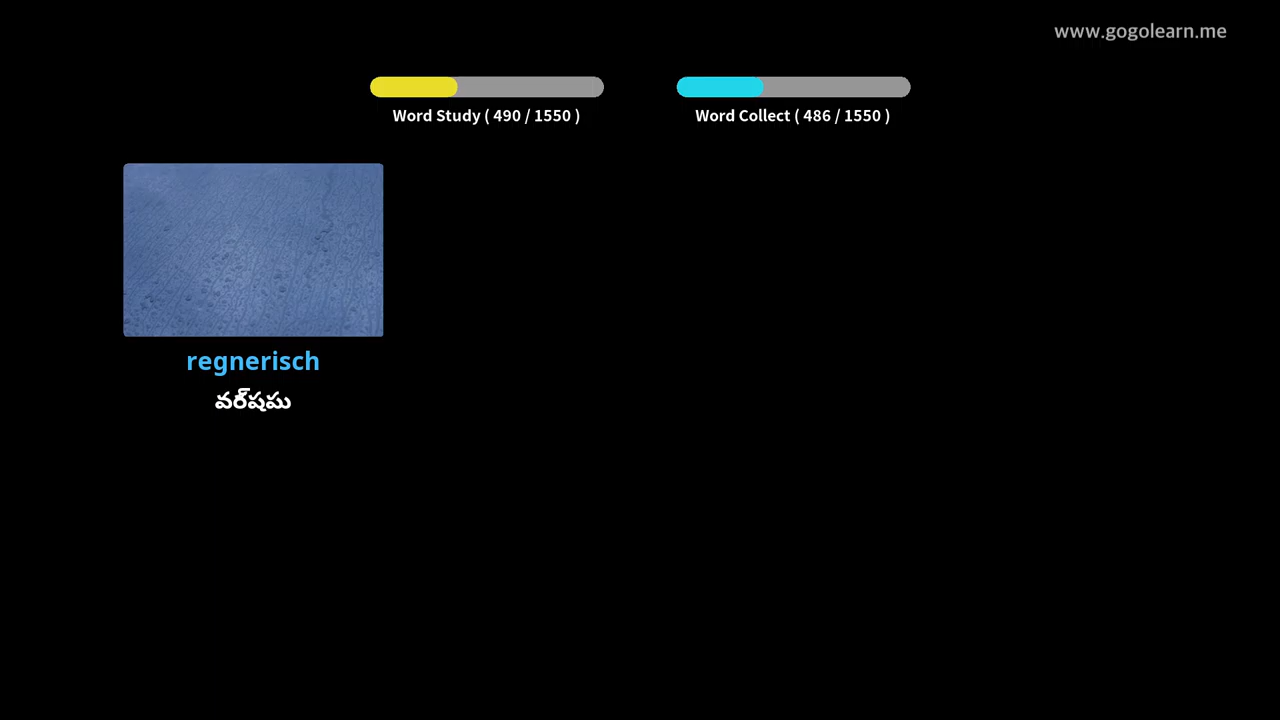 www.gogolearn.me
Word Study ( 490 / 1550 )
Word Collect ( 486 / 1550 )
regnerisch
వర్‌షపు